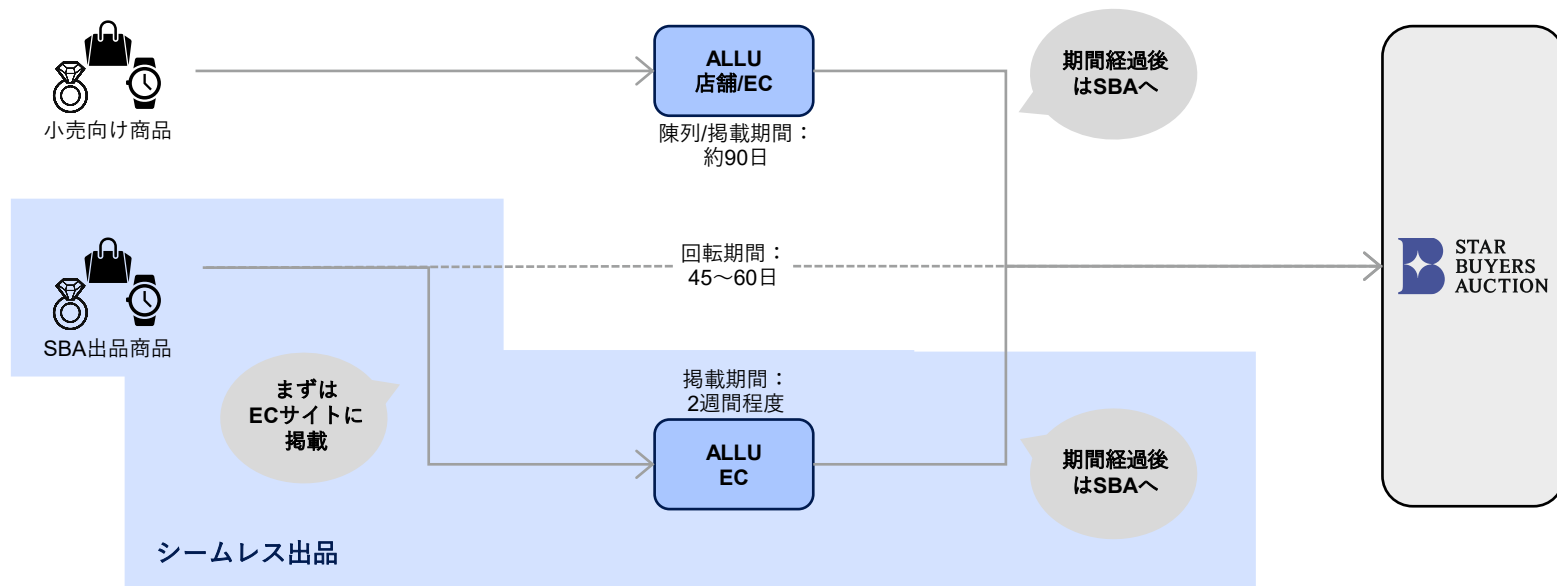 小売向け商品
ALLU
店舗/EC
陳列/掲載期間：
約90日
期間経過後
はSBAへ
SBA出品商品
回転期間：
45～60日
STAR
BUYERS
AUCTION
まずは
ECサイトに
掲載
掲載期間：
2週間程度
ALLU
EC
期間経過後
はSBAへ
シームレス出品